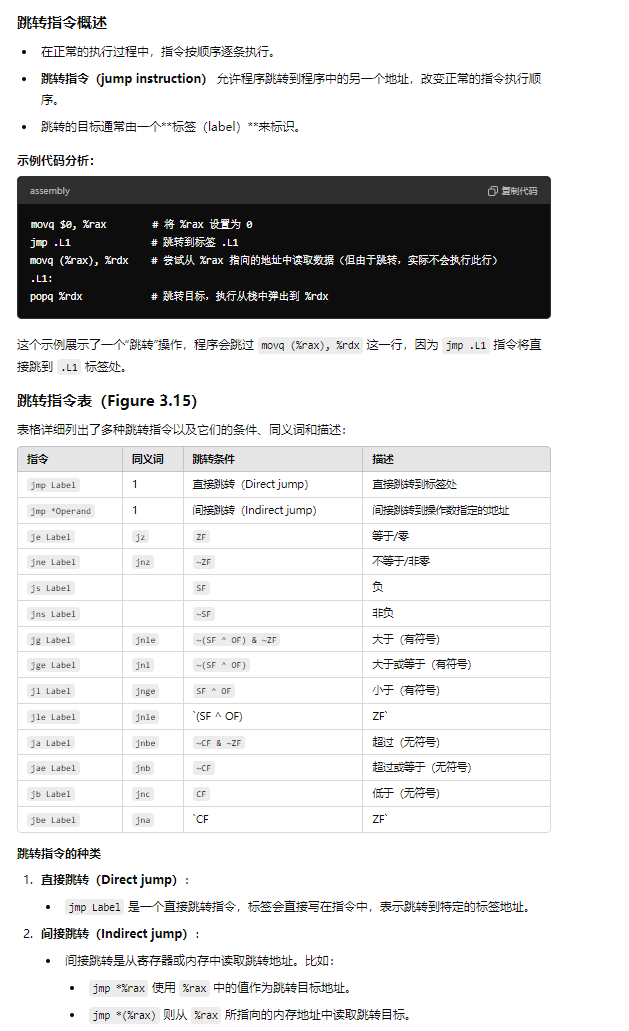 跳转指令概述
在正常的执行过程中，指令按顺序逐条执行。
跳转指令（jump instruction） 允许程序跳转到程序中的另一个地址，改变正常的指令执行顺
序。
跳转的目标通常由一个**标签（label）**来标识。
示例代码分析：
assembly 复制代码
movq $0, %rax # 将 %rax 设置为 0
jmp .L1 # 跳转到标签 .L1
movq (%rax), %rdx # 尝试从 %rax 指向的地址中读取数据（但由于跳转，实际不会执行此行）
.L1:
popq %rdx # 跳转目标，执行从栈中弹出到 %rdx
这个示例展示了一个“跳转”操作，程序会跳过 movq (%rax), %rdx 这一行，因为 jmp .L1 指令将直
接跳到 .L1 标签处。
跳转指令表（Figure 3.15）
表格详细列出了多种跳转指令以及它们的条件、同义词和描述：
指令 同义词 跳转条件 描述
jmp Label 1 直接跳转（Direct jump） 直接跳转到标签处
jmp *Operand 1 间接跳转（Indirect jump） 间接跳转到操作数指定的地址
je Label jz ZF 等于/零
jne Label jnz ~ZF 不等于/非零
js Label SF 负
jns Label ~SF 非负
jg Label jnle ~(SF ^ OF) & ~ZF 大于（有符号）
jge Label jnl ~(SF ^ OF) 大于或等于（有符号）
jl Label jnge SF ^ OF 小于（有符号）
jle Label jnle `(SF ^ OF) ZF`
ja Label jnbe ~CF & ~ZF 超过（无符号）
jae Label jnb ~CF 超过或等于（无符号）
jb Label jnc CF 低于（无符号）
jbe Label jna `CF ZF`
跳转指令的种类
1. 直接跳转（Direct jump）：
jmp Label 是一个直接跳转指令，标签会直接写在指令中，表示跳转到特定的标签地址。
2. 间接跳转（Indirect jump）：
间接跳转是从寄存器或内存中读取跳转地址。比如：
jmp *%rax 使用 %rax 中的值作为跳转目标地址。
jmp *(%rax) 则从 %rax 所指向的内存地址中读取跳转目标。